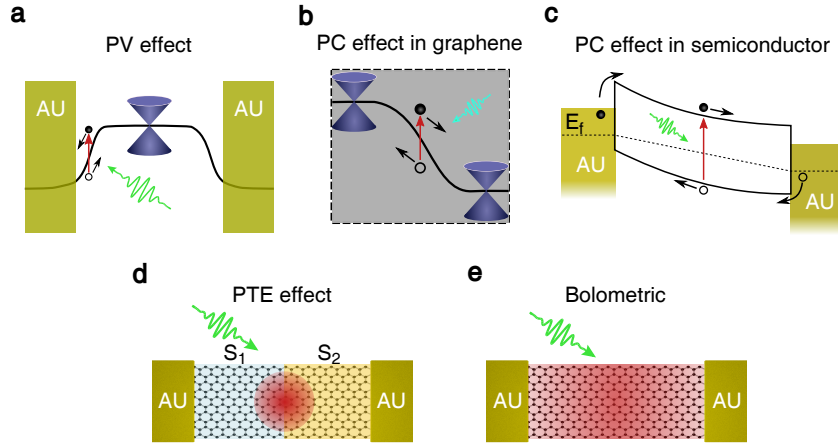 a
PV effect
AU
AU
b
PC effect in graphene
c
PC effect in semiconductor
E_f
AU
AU
d
PTE effect
S₁
S₂
AU
AU
e
Bolometric
AU
AU